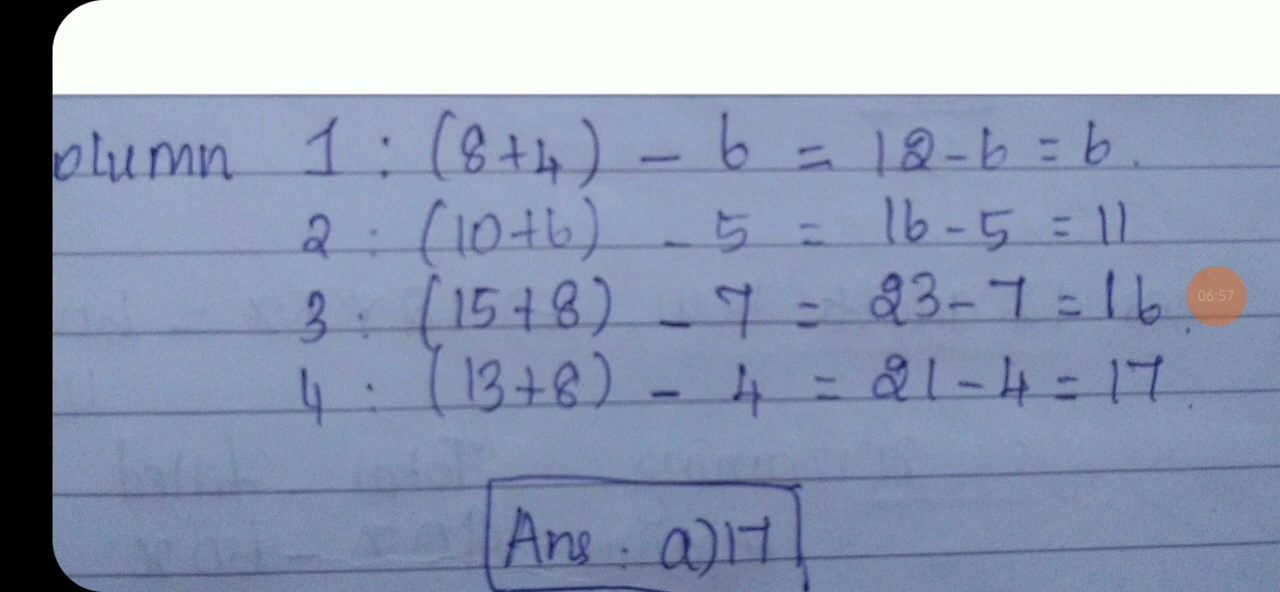 olumn 1 : (8+4) - 6 = 12-6 = 6.
2 : (10+6) - 5 = 16-5 = 11
3 : (15+8) - 7 = 23-7 = 16.
06:57
4 : (13+8) - 4 = 21-4 = 17.
Ans. a)17